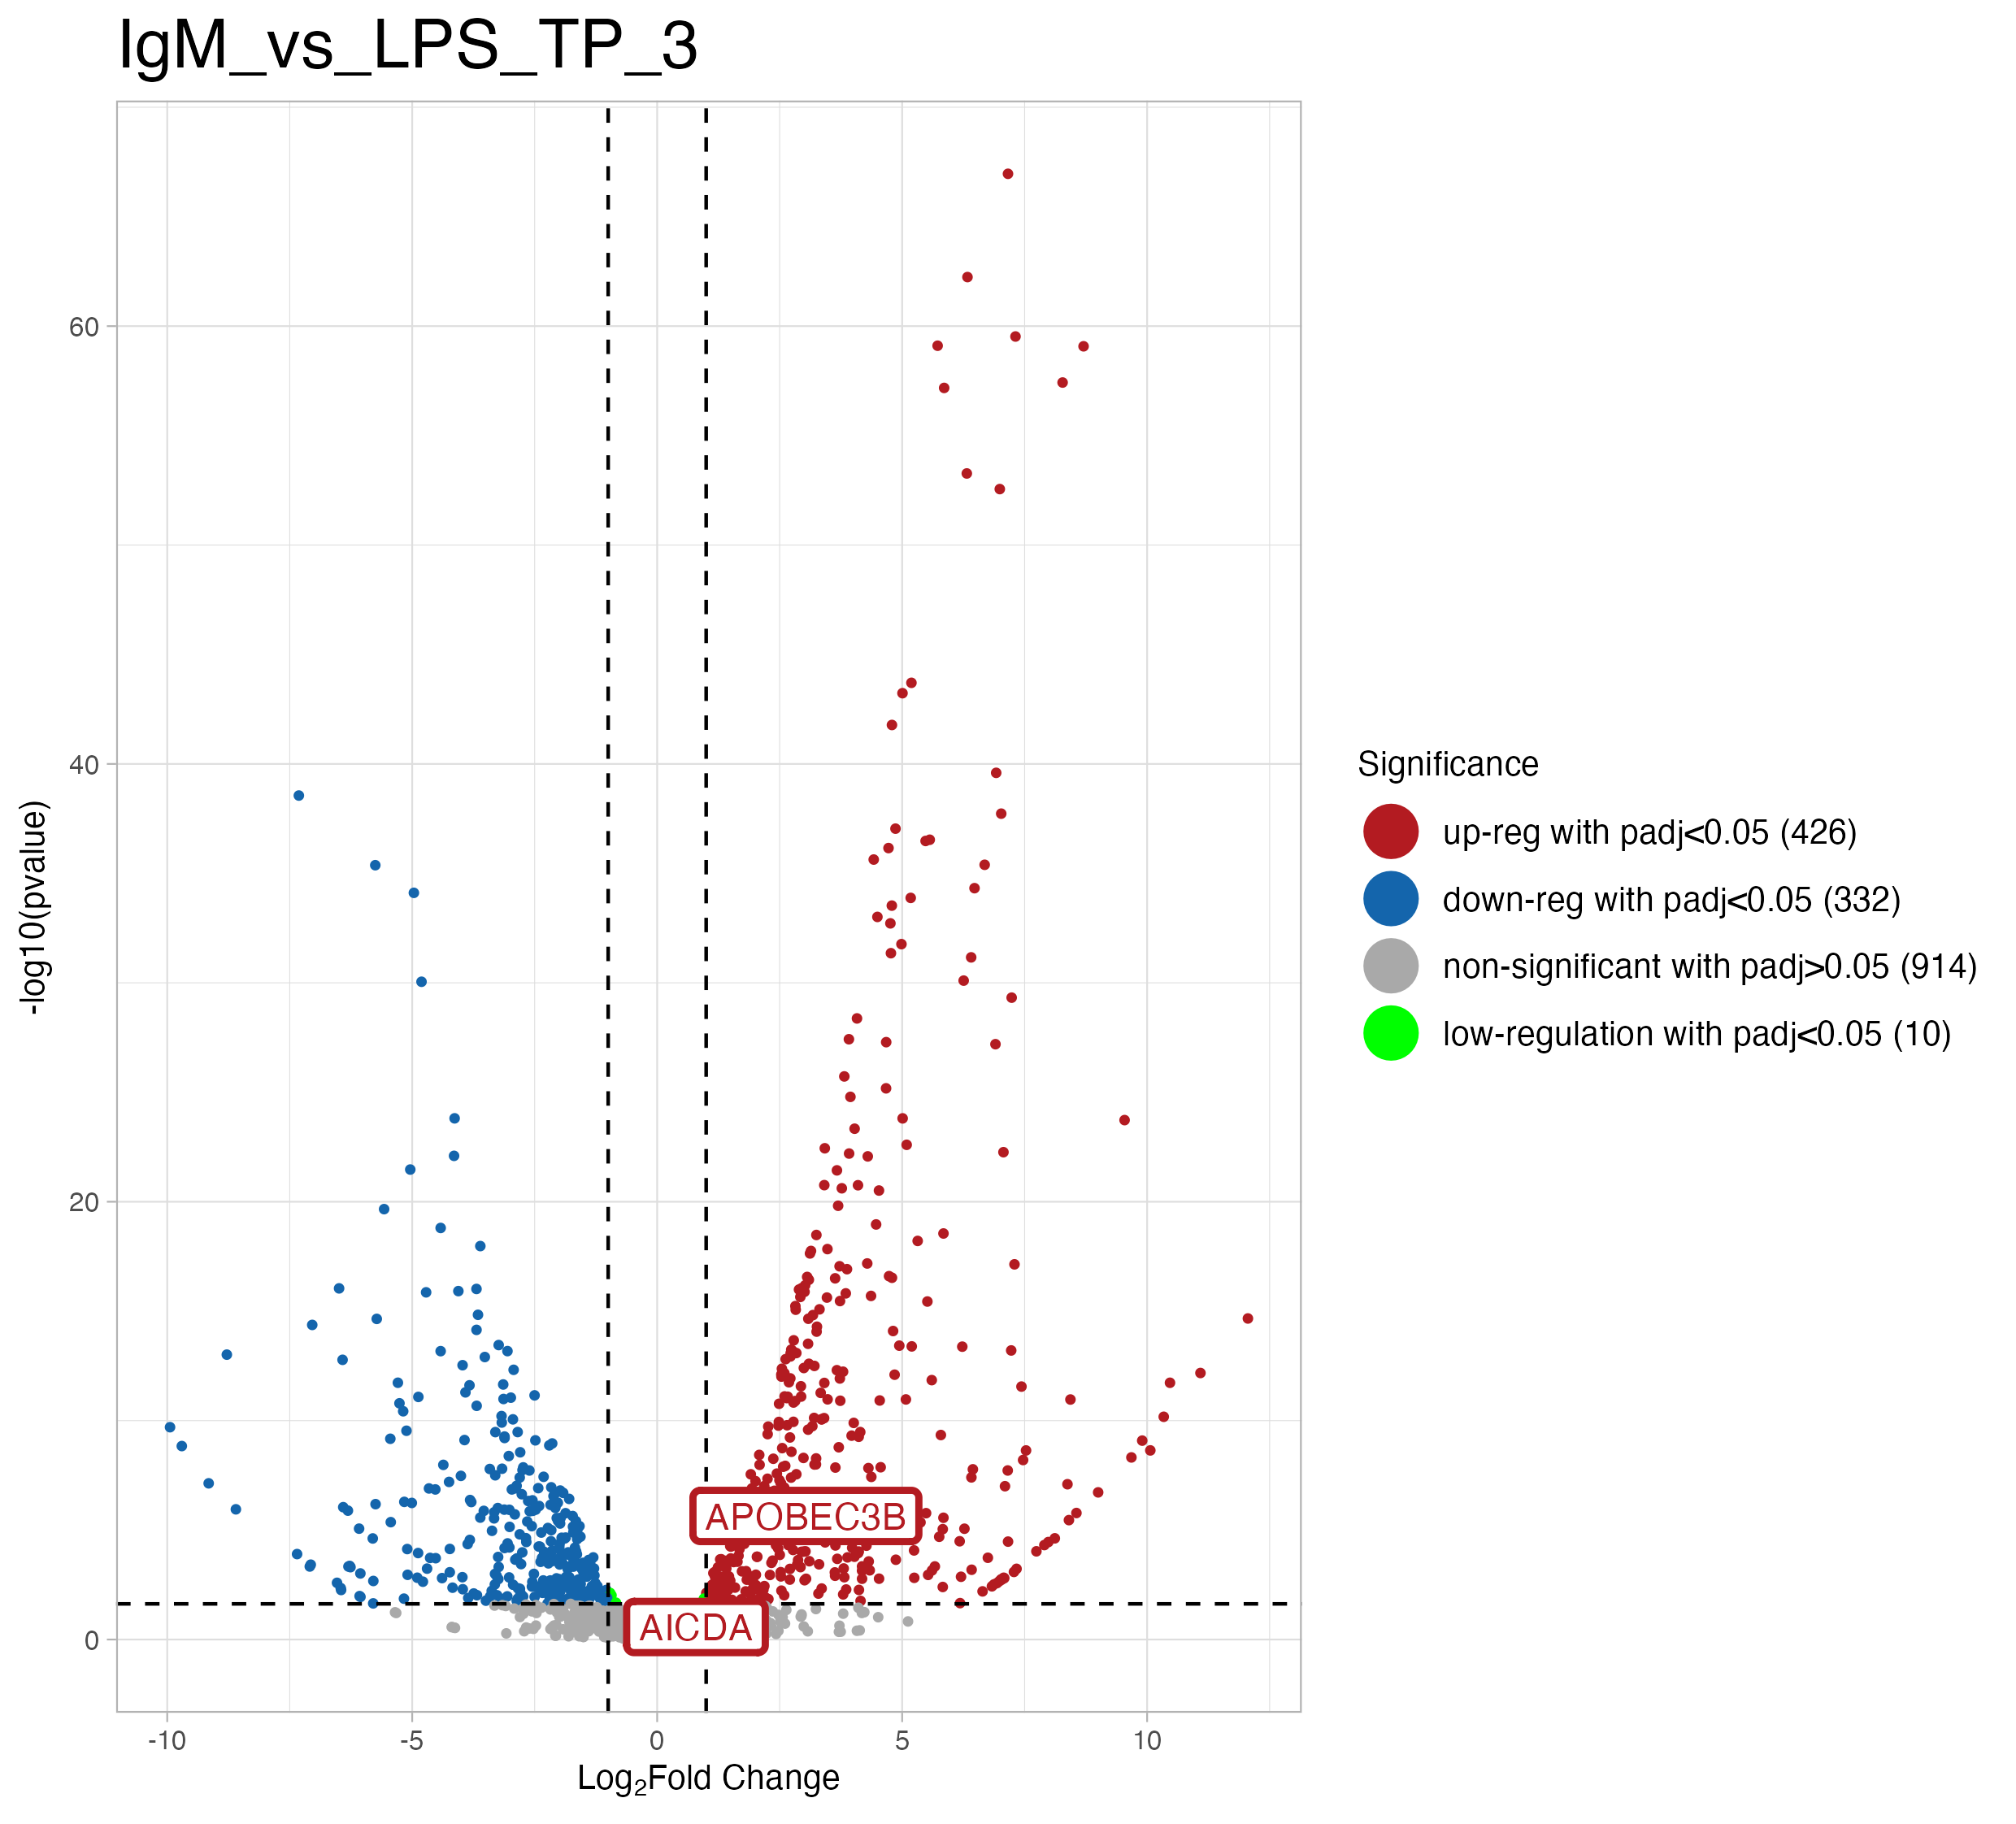 IgM_vs_LPS_TP_3
60
40
20
0
-log10(pvalue)
APOBEC3B
AICDA
-10 -5 0 5 10
Log₂Fold Change
Significance
up-reg with padj<0.05 (426)
down-reg with padj<0.05 (332)
non-significant with padj>0.05 (914)
low-regulation with padj<0.05 (10)